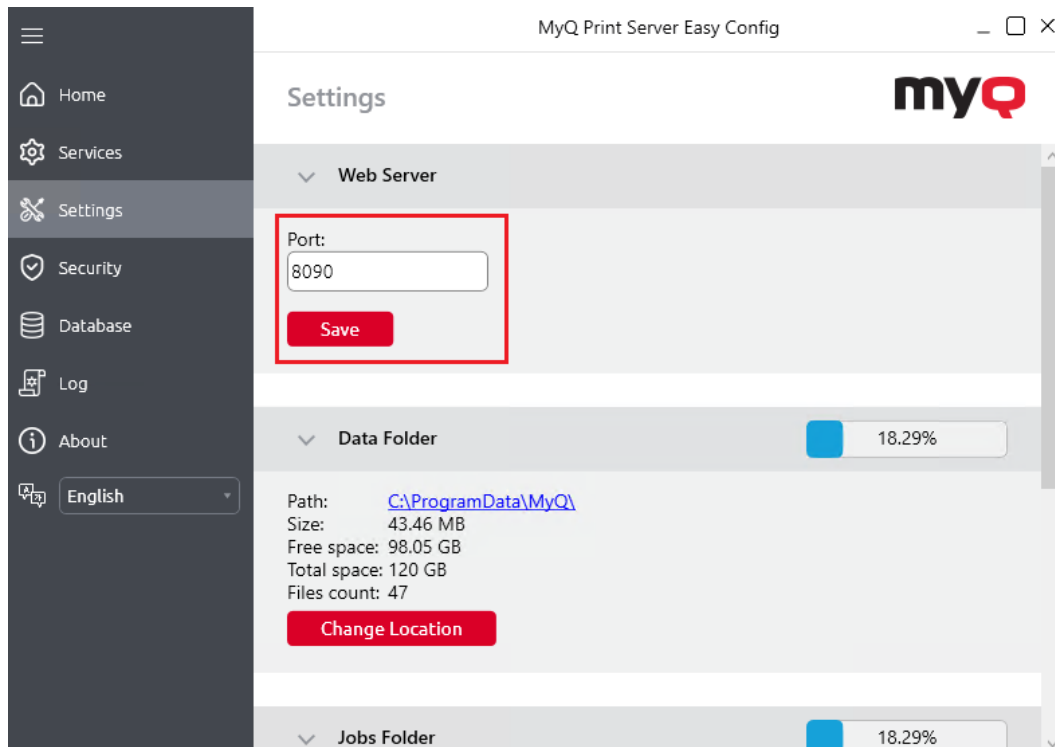 MyQ Print Server Easy Config
Home
Services
Settings
Security
Database
Log
About
English
Settings
myQ
Web Server
Port:
8090
Save
Data Folder
18.29%
Path: C:\ProgramData\MyQ\
Size: 43.46 MB
Free space: 98.05 GB
Total space: 120 GB
Files count: 47
Change Location
Jobs Folder
18.29%